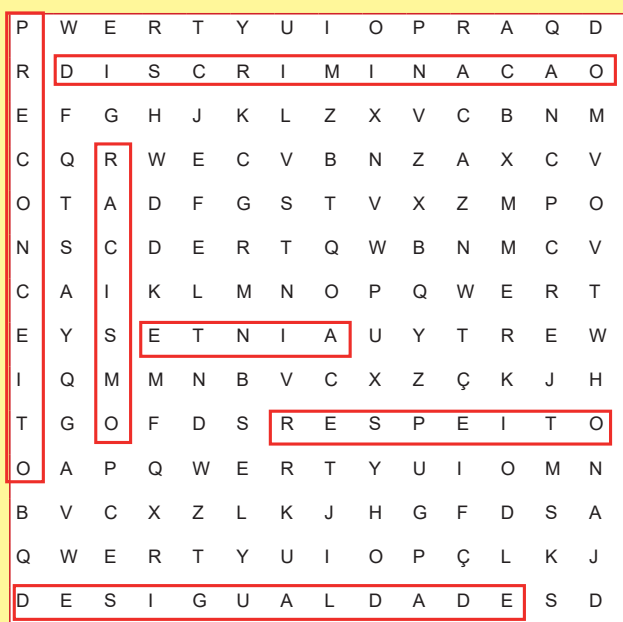 P W E R T Y U I O P R A Q D
R D I S C R I M I N A C A O
E F G H J K L Z X V C B N M
C Q R W E C V B N Z A X C V
O T A D F G S T V X Z M P O
N S C D E R T Q W B N M C V
C A I K L M N O P Q W E R T
E Y S E T N I A U Y T R E W
I Q M M N B V C X Z Ç K J H
T G O F D S R E S P E I T O
O A P Q W E R T Y U I O M N
B V C X Z L K J H G F D S A
Q W E R T Y U I O P Ç L K J
D E S I G U A L D A D E S D